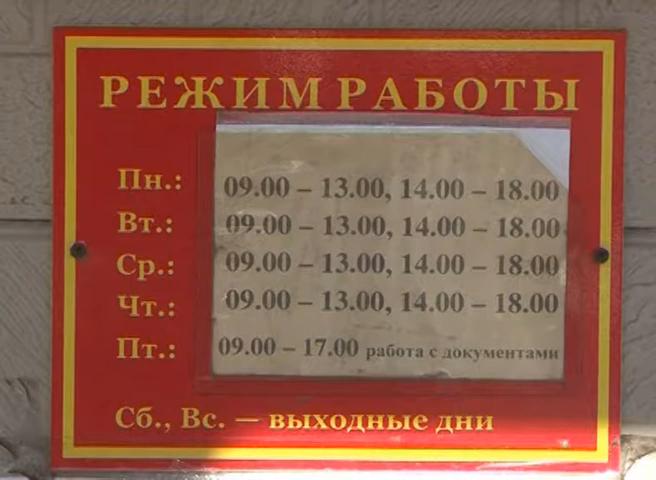 РЕЖИМ РАБОТЫ
Пн.: 09.00 – 13.00, 14.00 – 18.00
Вт.: 09.00 – 13.00, 14.00 – 18.00
Ср.: 09.00 – 13.00, 14.00 – 18.00
Чт.: 09.00 – 13.00, 14.00 – 18.00
Пт.: 09.00 – 17.00 работа с документами
Сб., Вс. — выходные дни